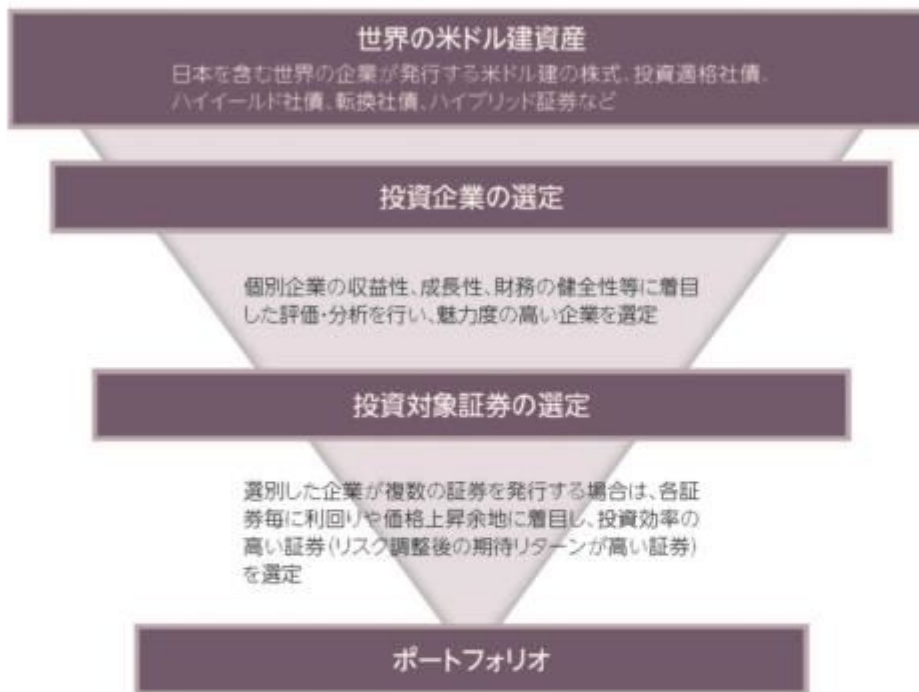 世界の米ドル建資産
日本を含む世界の企業が発行する米ドル建の株式、投資適格社債、
ハイイールド社債、転換社債、ハイブリッド証券など
投資企業の選定
個別企業の収益性、成長性、財務の健全性等に着目
した評価・分析を行い、魅力度の高い企業を選定
投資対象証券の選定
選別した企業が複数の証券を発行する場合は、各証
券毎に利回りや価格上昇余地に着目し、投資効率の
高い証券(リスク調整後の期待リターンが高い証券)
を選定
ポートフォリオ